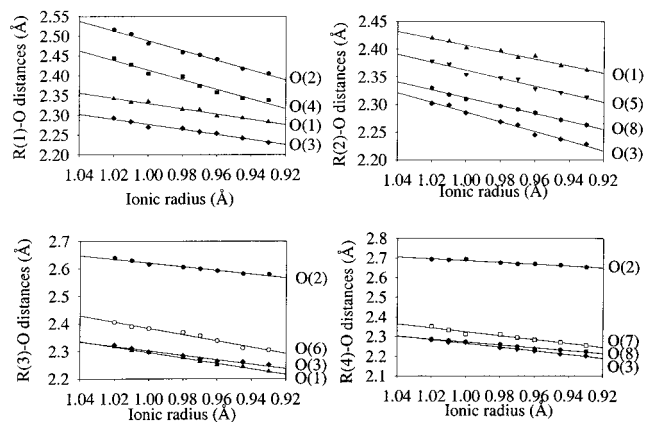 R(1)-O distances (Å)
2.55
2.50
2.45
2.40
2.35
2.30
2.25
2.20
O(2)
O(4)
O(1)
O(3)
1.04 1.02 1.00 0.98 0.96 0.94 0.92
Ionic radius (Å)
R(2)-O distances (Å)
2.45
2.40
2.35
2.30
2.25
2.20
O(1)
O(5)
O(8)
O(3)
1.04 1.02 1.00 0.98 0.96 0.94 0.92
Ionic radius (Å)
R(3)-O distances (Å)
2.7
2.6
2.5
2.4
2.3
2.2
O(2)
O(6)
O(3)
O(1)
1.04 1.02 1.00 0.98 0.96 0.94 0.92
Ionic radius (Å)
R(4)-O distances (Å)
2.8
2.7
2.6
2.5
2.4
2.3
2.2
2.1
O(2)
O(7)
O(8)
O(3)
1.04 1.02 1.00 0.98 0.96 0.94 0.92
Ionic radius (Å)